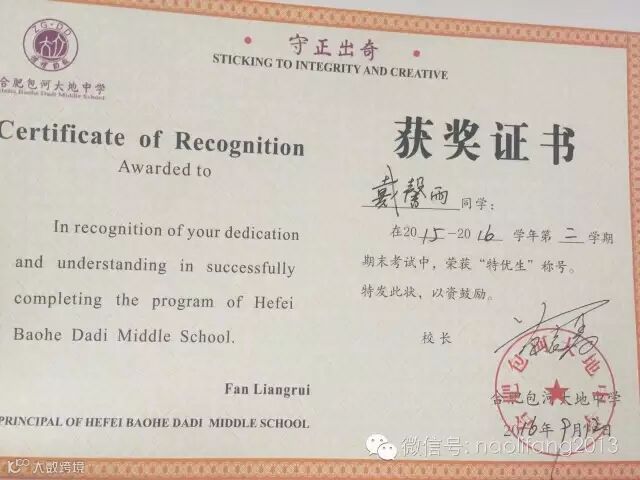 ZG·DD
合肥包河大地中学
Hefei Baohe Dadi Middle School
守正出奇
STICKING TO INTEGRITY AND CREATIVE
Certificate of Recognition
Awarded to
In recognition of your dedication
and understanding in successfully
completing the program of Hefei
Baohe Dadi Middle School.
Fan Liangrui
PRINCIPAL OF HEFEI BAOHE DADI MIDDLE SCHOOL
获奖证书
戴馨雨同学:
在2015-2016学年第二学期
期末考试中,荣获“特优生”称号。
特发此状,以资鼓励。
校长
合肥包河大地中学
2016年9月12日
微信号: naolifang2013
大数跨境